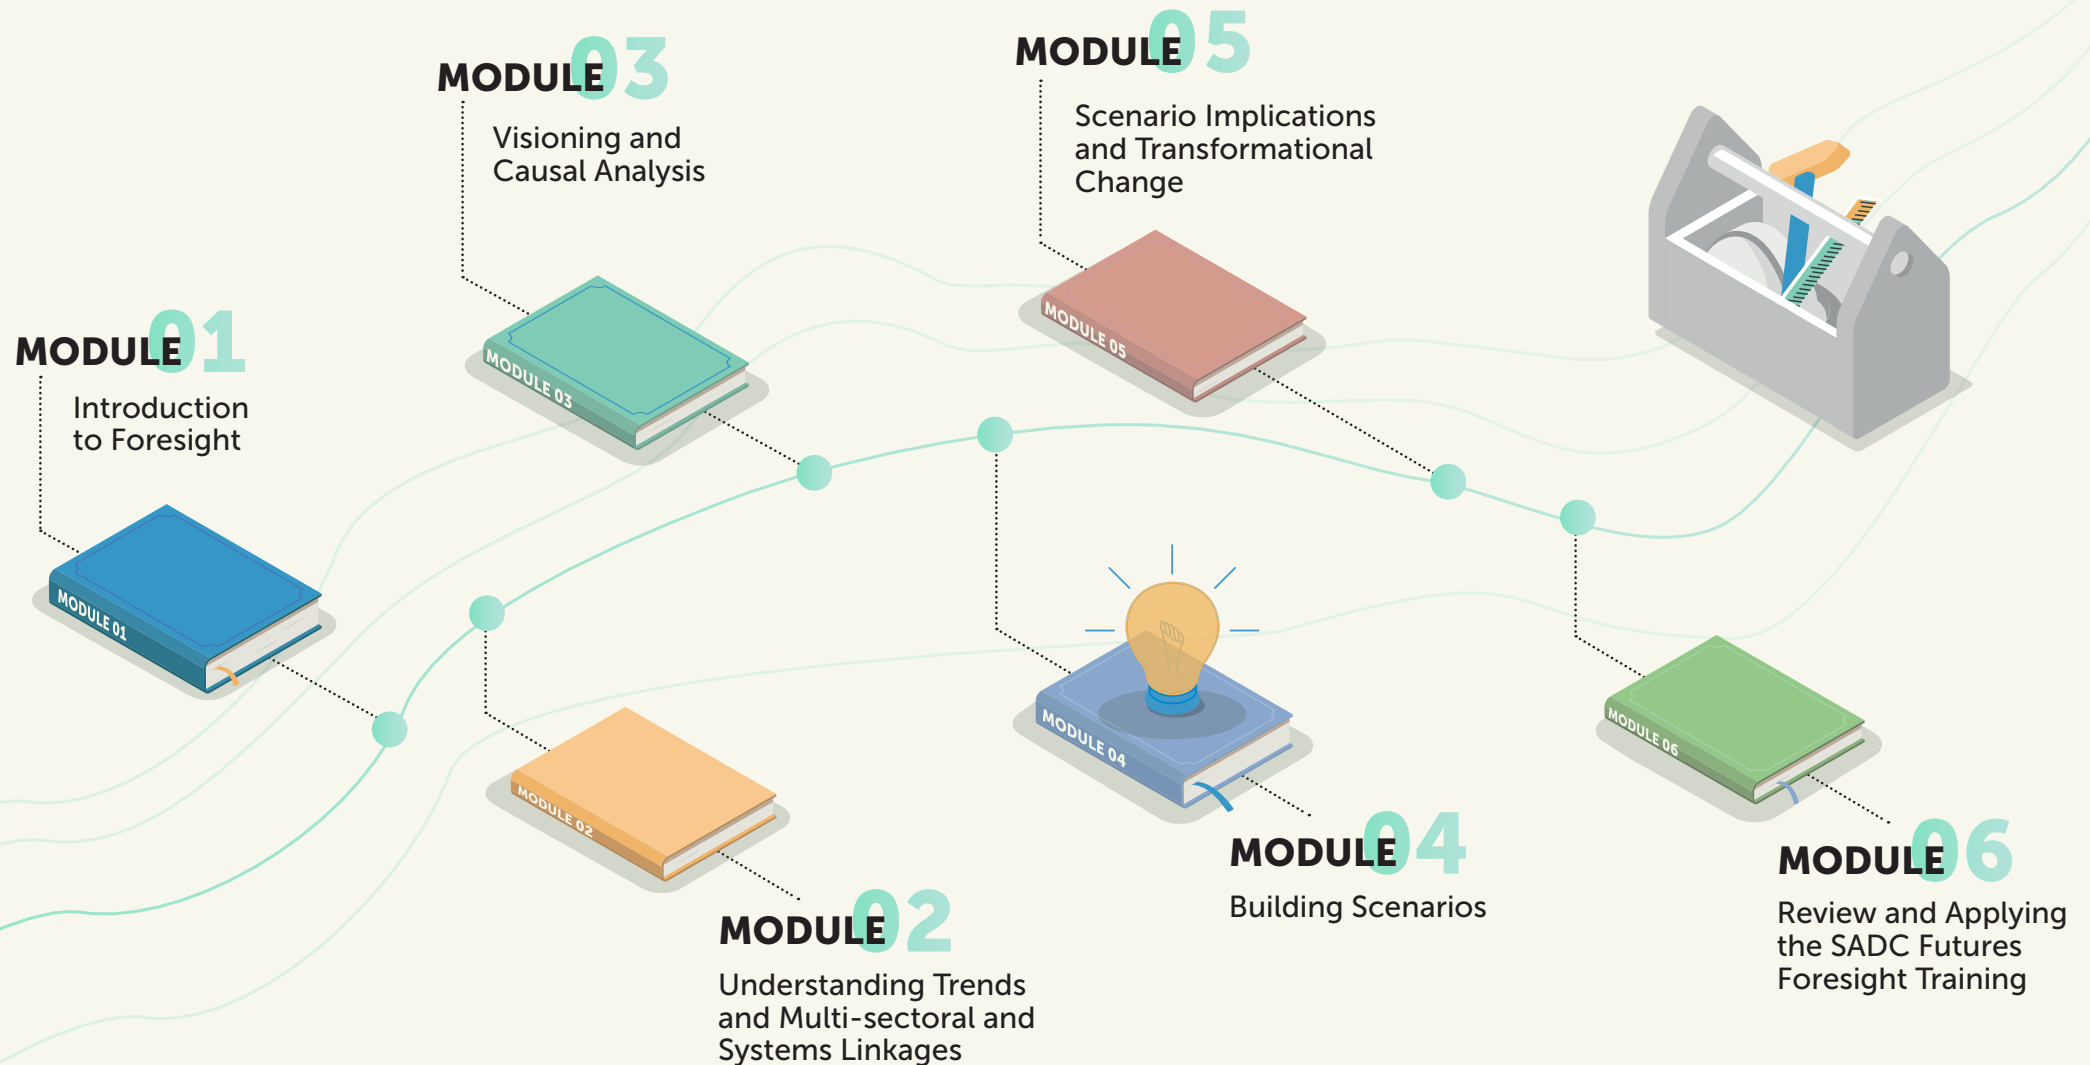 MODULE 01
Introduction
to Foresight
MODULE 01
MODULE 03
Visioning and
Causal Analysis
MODULE 03
MODULE 05
Scenario Implications
and Transformational
Change
MODULE 05
MODULE 02
MODULE 02
Understanding Trends
and Multi-sectoral and
Systems Linkages
MODULE 04
MODULE 04
Building Scenarios
MODULE 06
MODULE 06
Review and Applying
the SADC Futures
Foresight Training